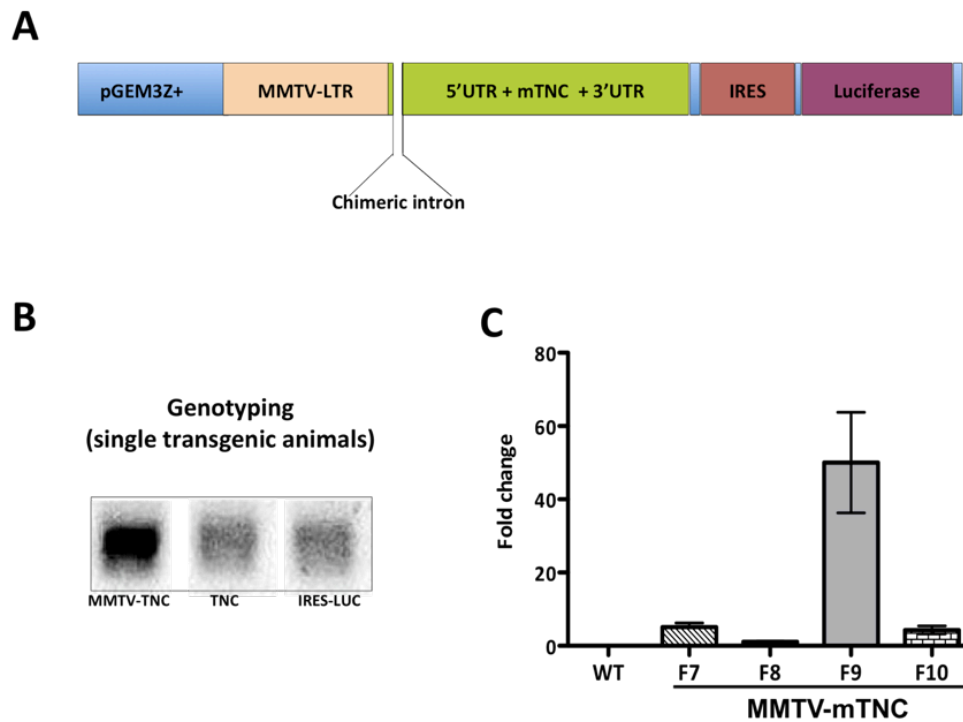 A
pGEM3Z+ MMTV-LTR 5'UTR + mTNC + 3'UTR IRES Luciferase
Chimeric intron
B
Genotyping
(single transgenic animals)
MMTV-TNC TNC IRES-LUC
C
Fold change
80
60
40
20
0
WT F7 F8 F9 F10
MMTV-mTNC